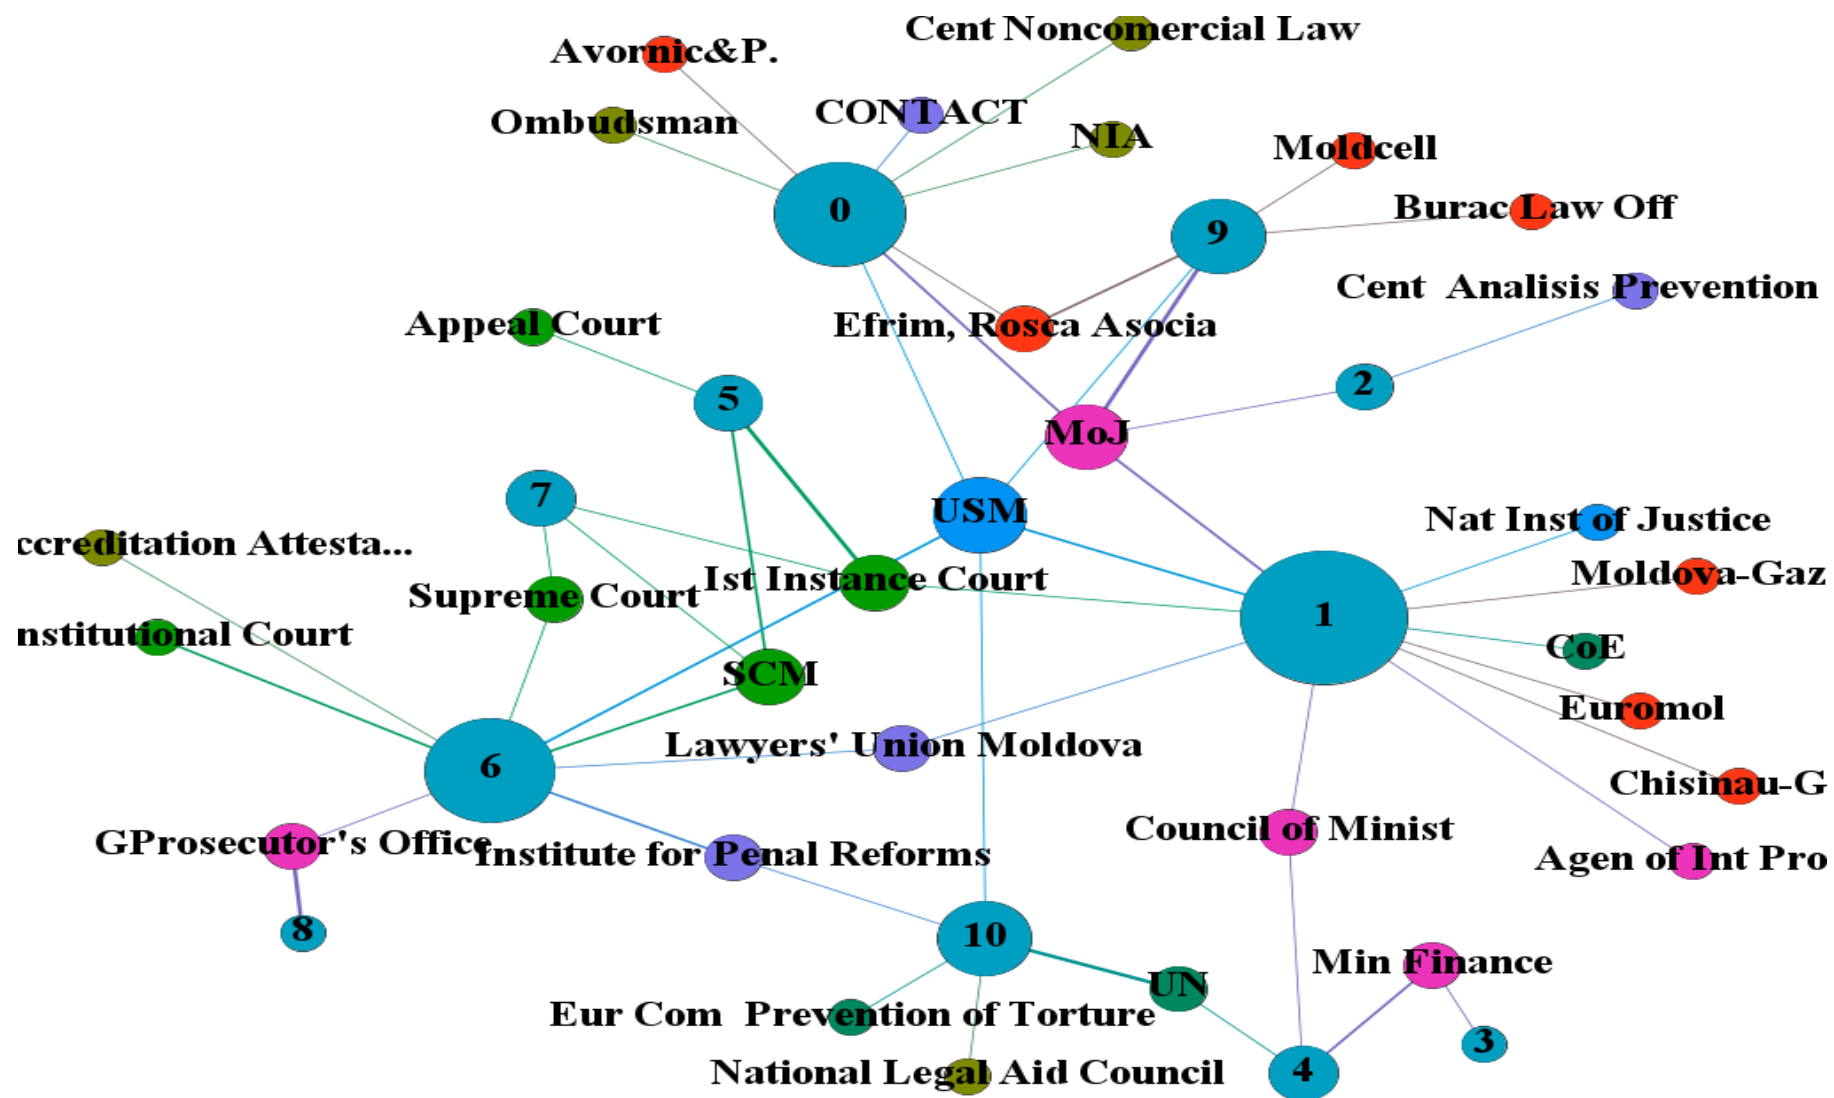 Cent Noncomercial Law
Avornic&P.
CONTACT
Ombudsman
NIA
Moldcell
0
Burac Law Off
9
Cent Analisis Prevention
Appeal Court
Efrim, Rosca Asocia
2
5
MoJ
7
USM
Nat Inst of Justice
ccreditation Attesta...
Ist Instance Court
Moldova-Gaz
Supreme Court
1
nstitutional Court
CoE
SCM
Euromol
Lawyers' Union Moldova
6
Chisinau-G
Council of Minist
GProsecutor's Office
Institute for Penal Reforms
Agen of Int Pro
8
10
Min Finance
UN
Eur Com Prevention of Torture
3
National Legal Aid Council
4